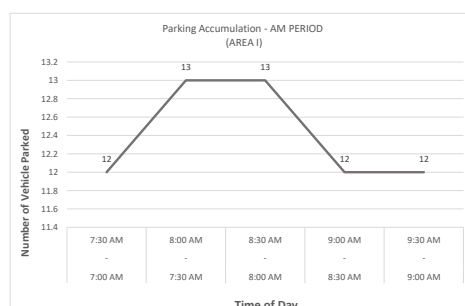 Parking Accumulation - AM PERIOD
(AREA I)
Number of Vehicle Parked
13.2
13
12.8
12.6
12.4
12.2
12
11.8
11.6
11.4
12
13
13
12
12
7:30 AM 8:00 AM 8:30 AM 9:00 AM 9:30 AM
- - - - -
7:00 AM 7:30 AM 8:00 AM 8:30 AM 9:00 AM
Time of Day